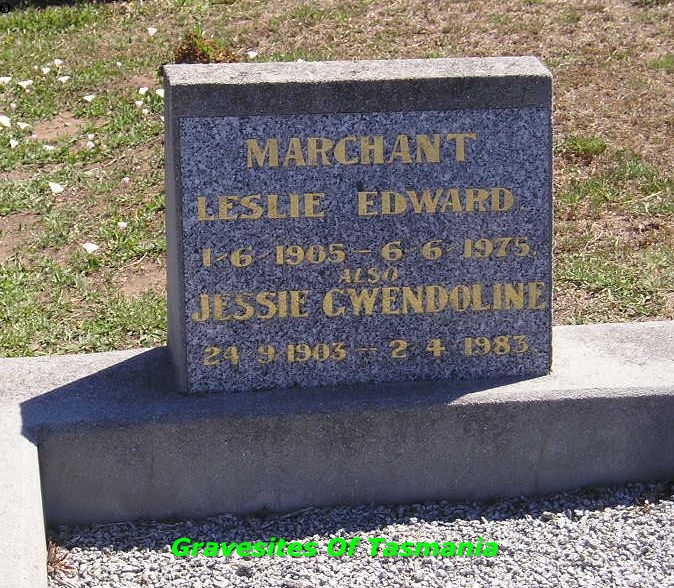 MARCHANT
LESLIE EDWARD
1-6-1905 - 6-6-1975.
ALSO
JESSIE GWENDOLINE
24-9-1903 - 2-4-1983.
Gravesites Of Tasmania